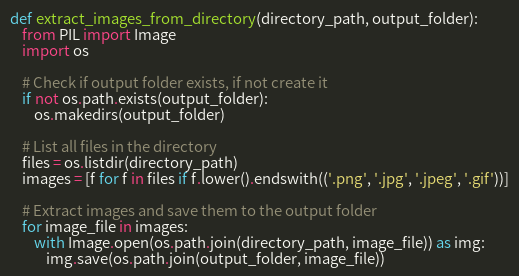 def extract_images_from_directory(directory_path, output_folder):
    from PIL import Image
    import os

    # Check if output folder exists, if not create it
    if not os.path.exists(output_folder):
        os.makedirs(output_folder)

    # List all files in the directory
    files = os.listdir(directory_path)
    images = [f for f in files if f.lower().endswith(('.png', '.jpg', '.jpeg', '.gif'))]

    # Extract images and save them to the output folder
    for image_file in images:
        with Image.open(os.path.join(directory_path, image_file)) as img:
            img.save(os.path.join(output_folder, image_file))